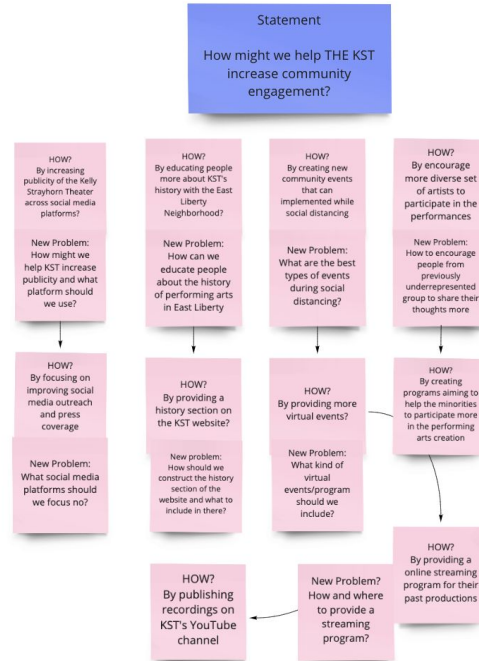 Statement
How might we help THE KST
increase community
engagement?
HOW?
By increasing
publicity of the Kelly
Strayhorn Theater
across social media
platforms?
New Problem:
How might we
help KST increase
publicity and what
platform should
we use?
HOW?
By focusing on
improving social
media outreach
and press
coverage
New Problem:
What social media
platforms should
we focus no?
HOW?
By educating people
more about KST's
history with the East
Liberty
Neighborhood?
New Problem:
How can we
educate people
about the history
of performing arts
in East Liberty
HOW?
By providing a
history section on
the KST website?
New problem:
How should we
construct the history
section of the
website and what to
include in there?
HOW?
By creating new
community events
that can
implemented while
social distancing
New Problem:
What are the best
types of events
during social
distancing?
HOW?
By providing more
virtual events?
New Problem:
What kind of
virtual
events/program
should we
include?
HOW?
By encourage
more diverse set
of artists to
participate in the
performances
New Problem:
How to encourage
people from
previously
underrepresented
group to share their
thoughts more
HOW?
By creating
programs aiming to
help the minorities
to participate more
in the performing
arts creation
HOW?
By providing a
online streaming
program for their
past productions
New Problem?
How and where
to provide a
streaming
program?
HOW?
By publishing
recordings on
KST's YouTube
channel